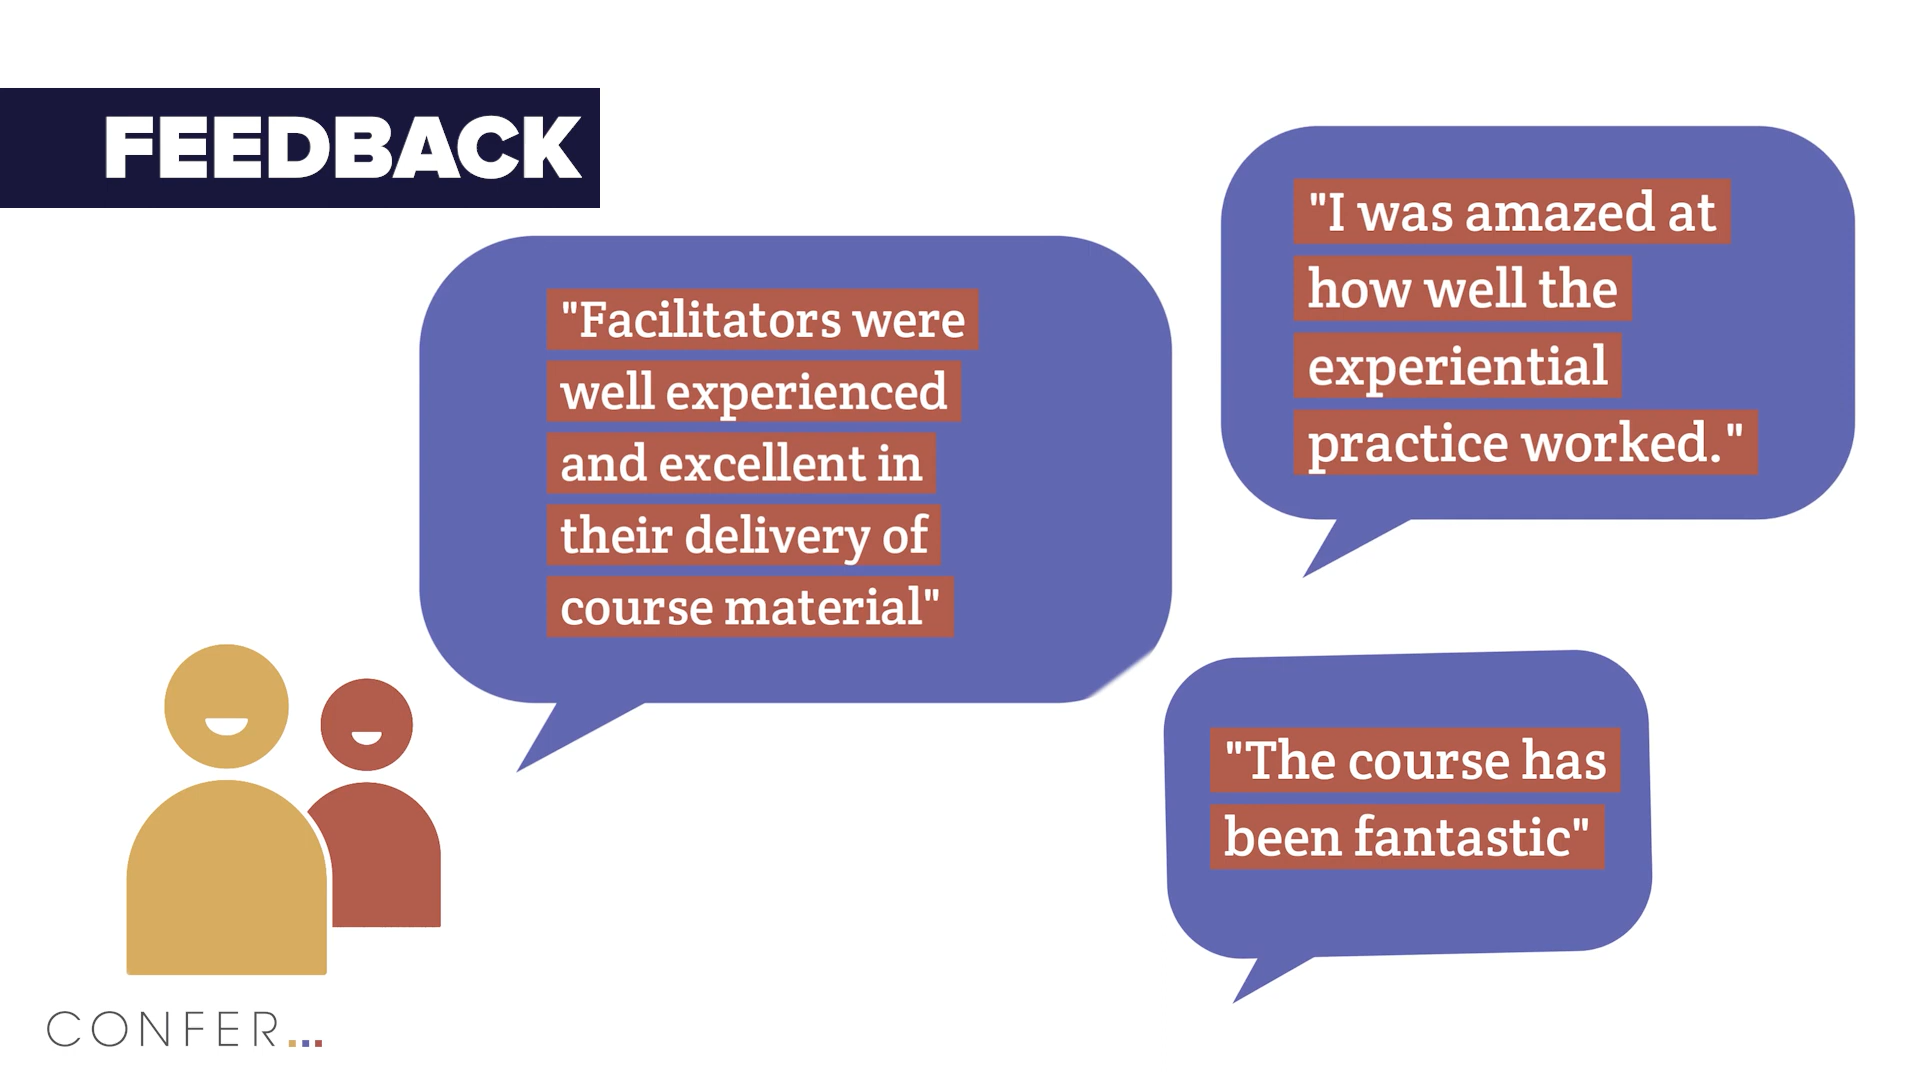 FEEDBACK
"Facilitators were
well experienced
and excellent in
their delivery of
course material"
"I was amazed at
how well the
experiential
practice worked."
"The course has
been fantastic"
CONFER...